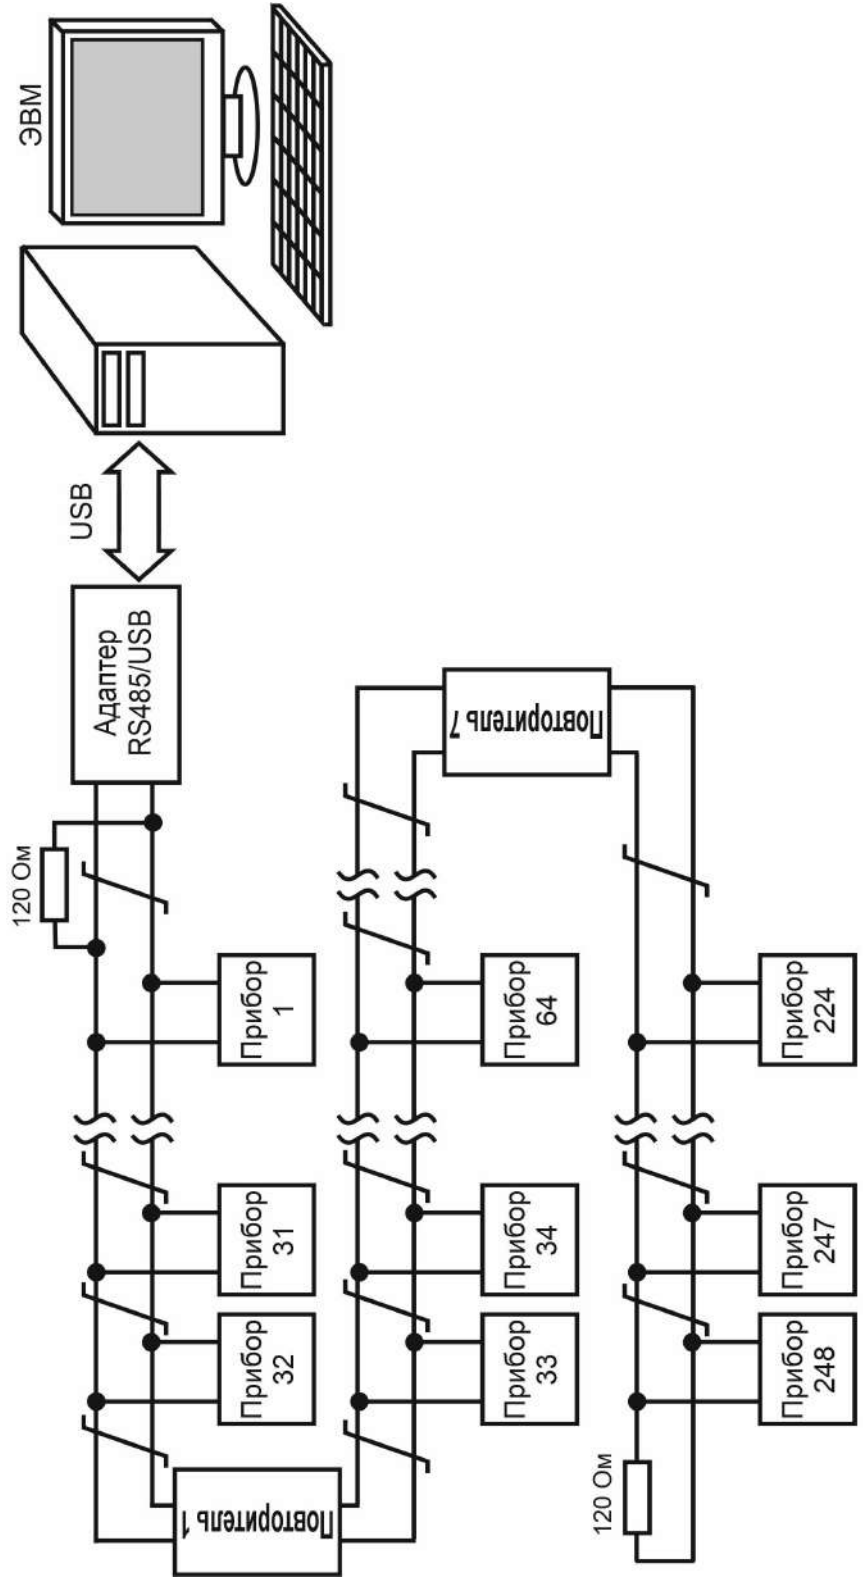 ЭВМ
USB
Адаптер
RS485/USB
120 Ом
Прибор
1
Прибор
31
Прибор
32
Повторитель 1
Прибор
33
Прибор
34
Прибор
64
Повторитель 7
Прибор
224
Прибор
247
Прибор
248
120 Ом